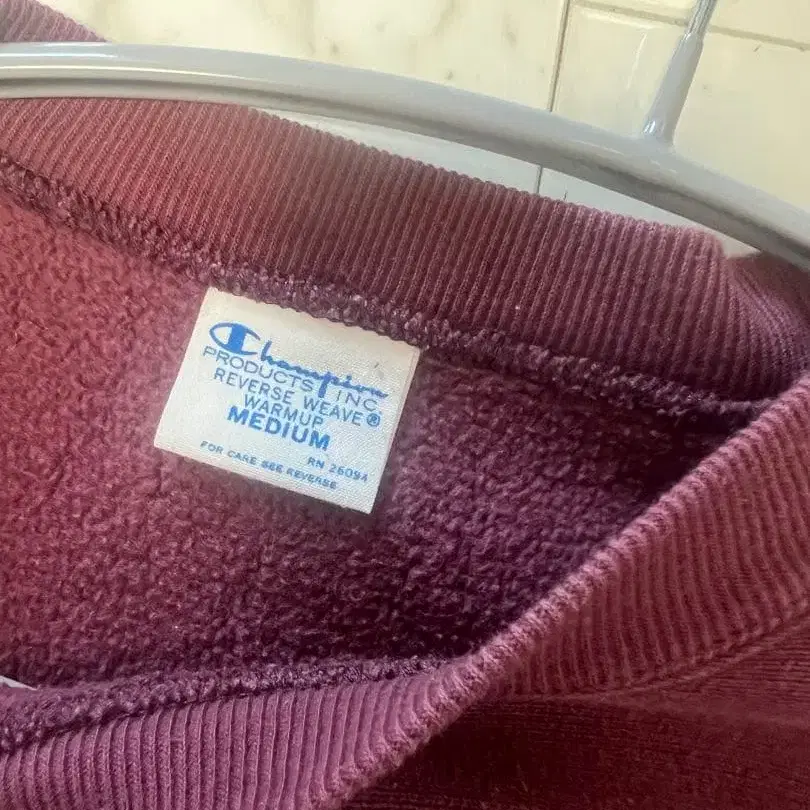 Champion
PRODUCTS INC.
REVERSE WEAVE®
WARMUP
MEDIUM
RN 26094
FOR CARE SEE REVERSE